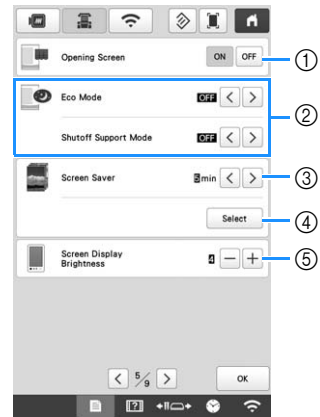 Opening Screen ON OFF ①
Eco Mode OFF
②
Shutoff Support Mode OFF
Screen Saver 5min ③
Select ④
Screen Display
Brightness 4 ⑤
5/9 OK